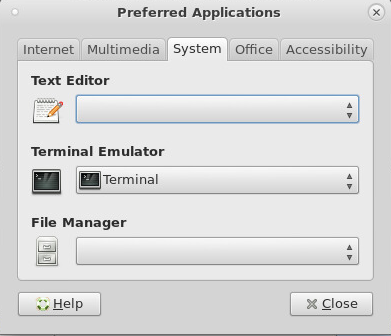 Preferred Applications
Internet Multimedia System Office Accessibility
Text Editor
Terminal Emulator
Terminal
File Manager
Help Close